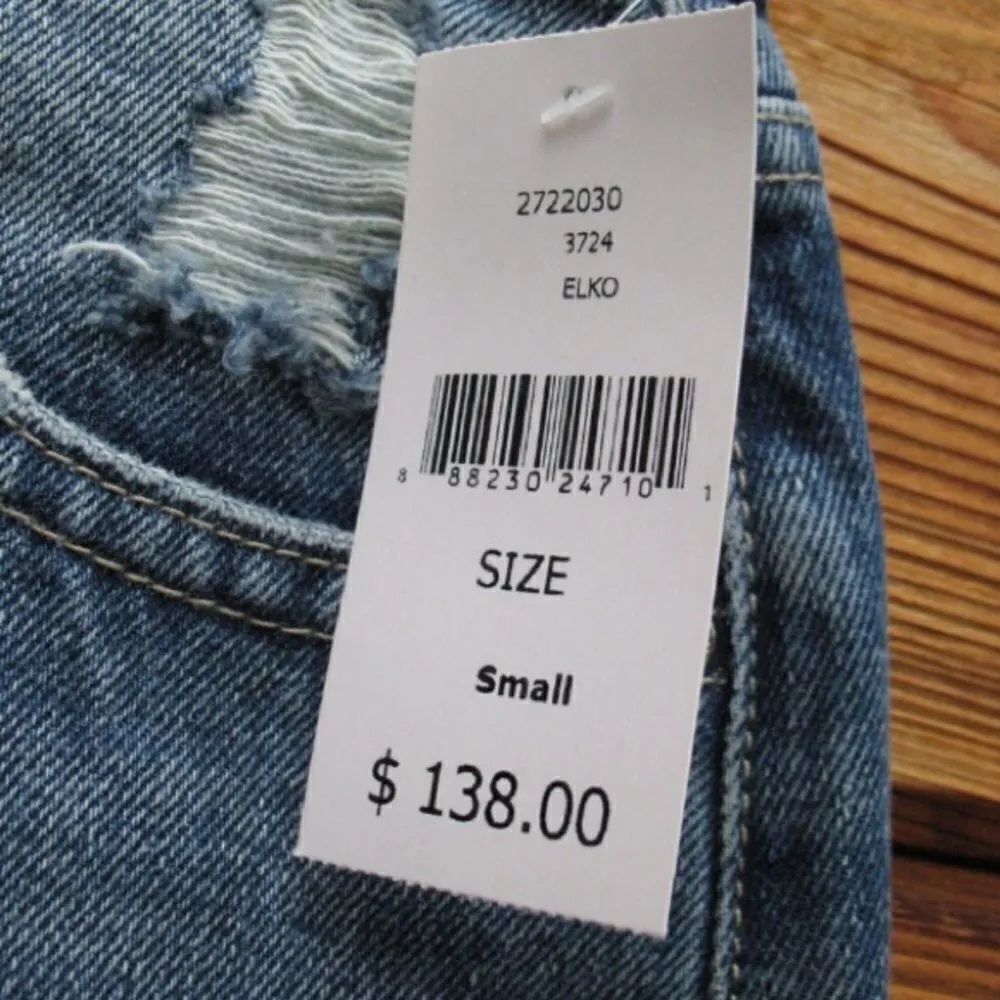 2722030
3724
ELKO
8 88230 24710 1
SIZE
Small
$ 138.00